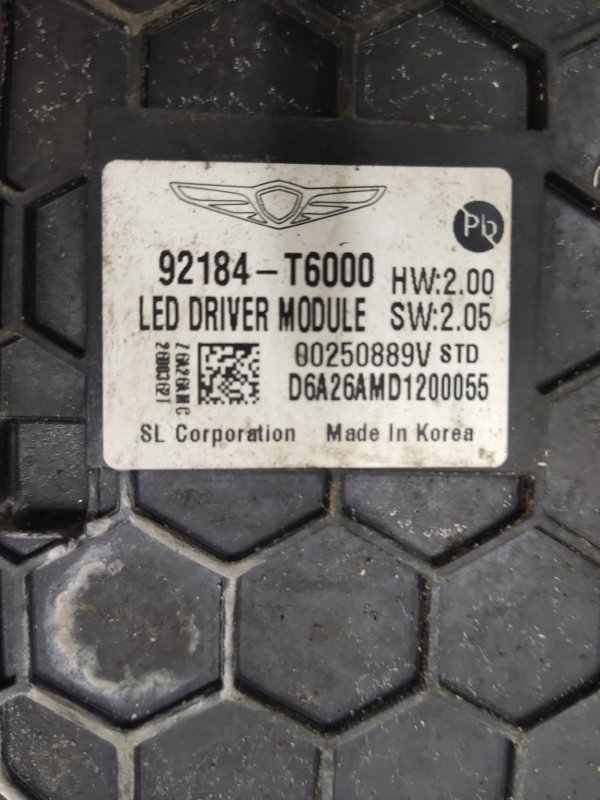 Pb
92184-T6000 HW:2.00
LED DRIVER MODULE SW:2.05
00250889V STD
D6A26AMD1200055
SL Corporation Made In Korea